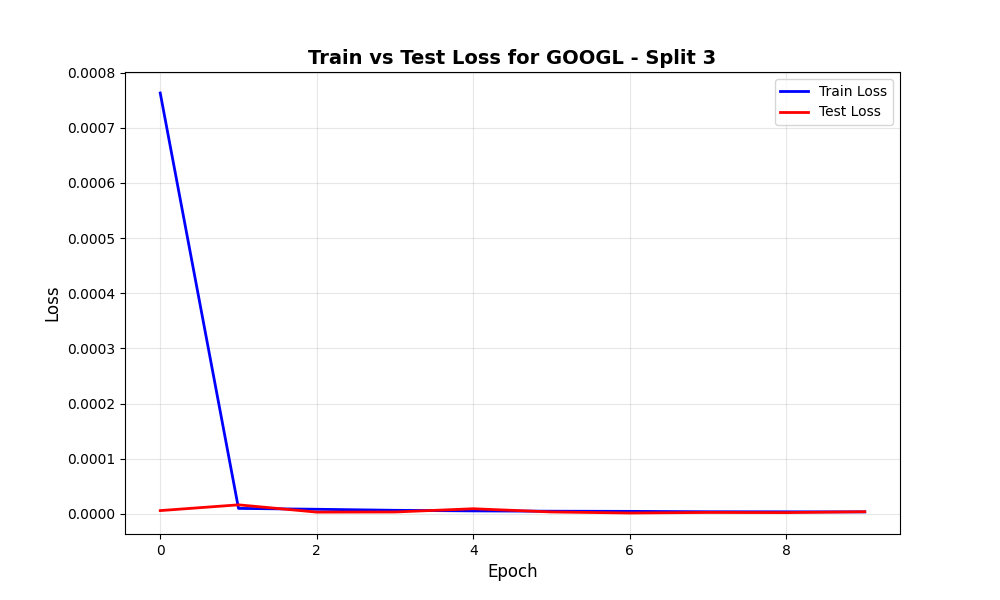 Train vs Test Loss for GOOGL - Split 3
Train Loss
Test Loss
Loss
0.0008
0.0007
0.0006
0.0005
0.0004
0.0003
0.0002
0.0001
0.0000
0 2 4 6 8
Epoch